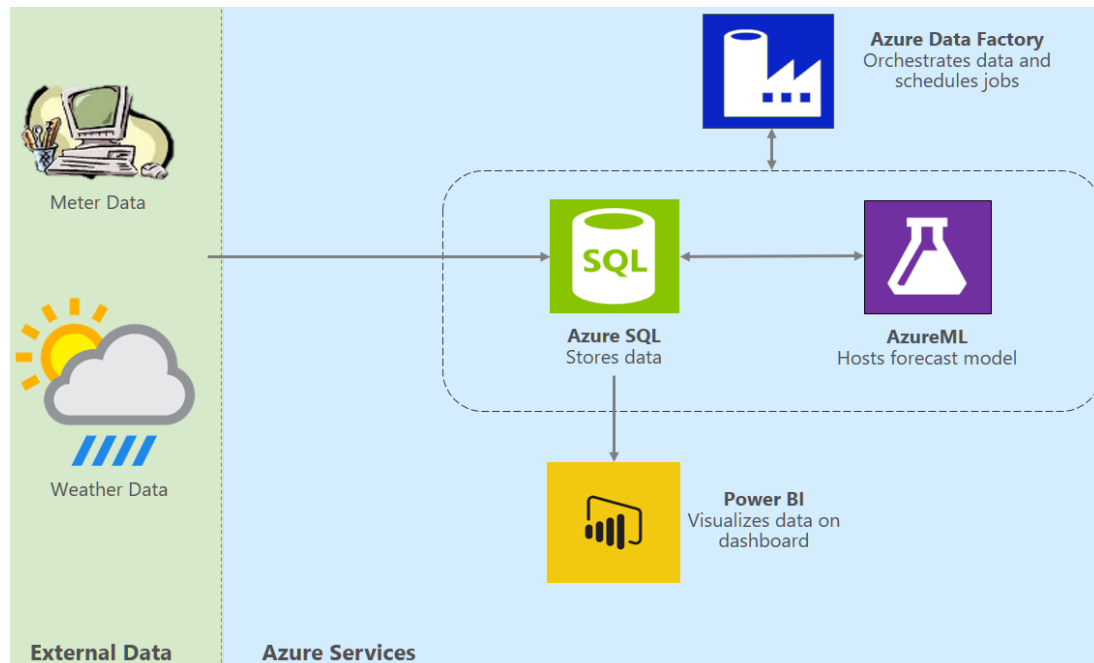 Azure Data Factory
Orchestrates data and
schedules jobs
Meter Data
SQL
Azure SQL
Stores data
AzureML
Hosts forecast model
Weather Data
Power BI
Visualizes data on
dashboard
External Data
Azure Services